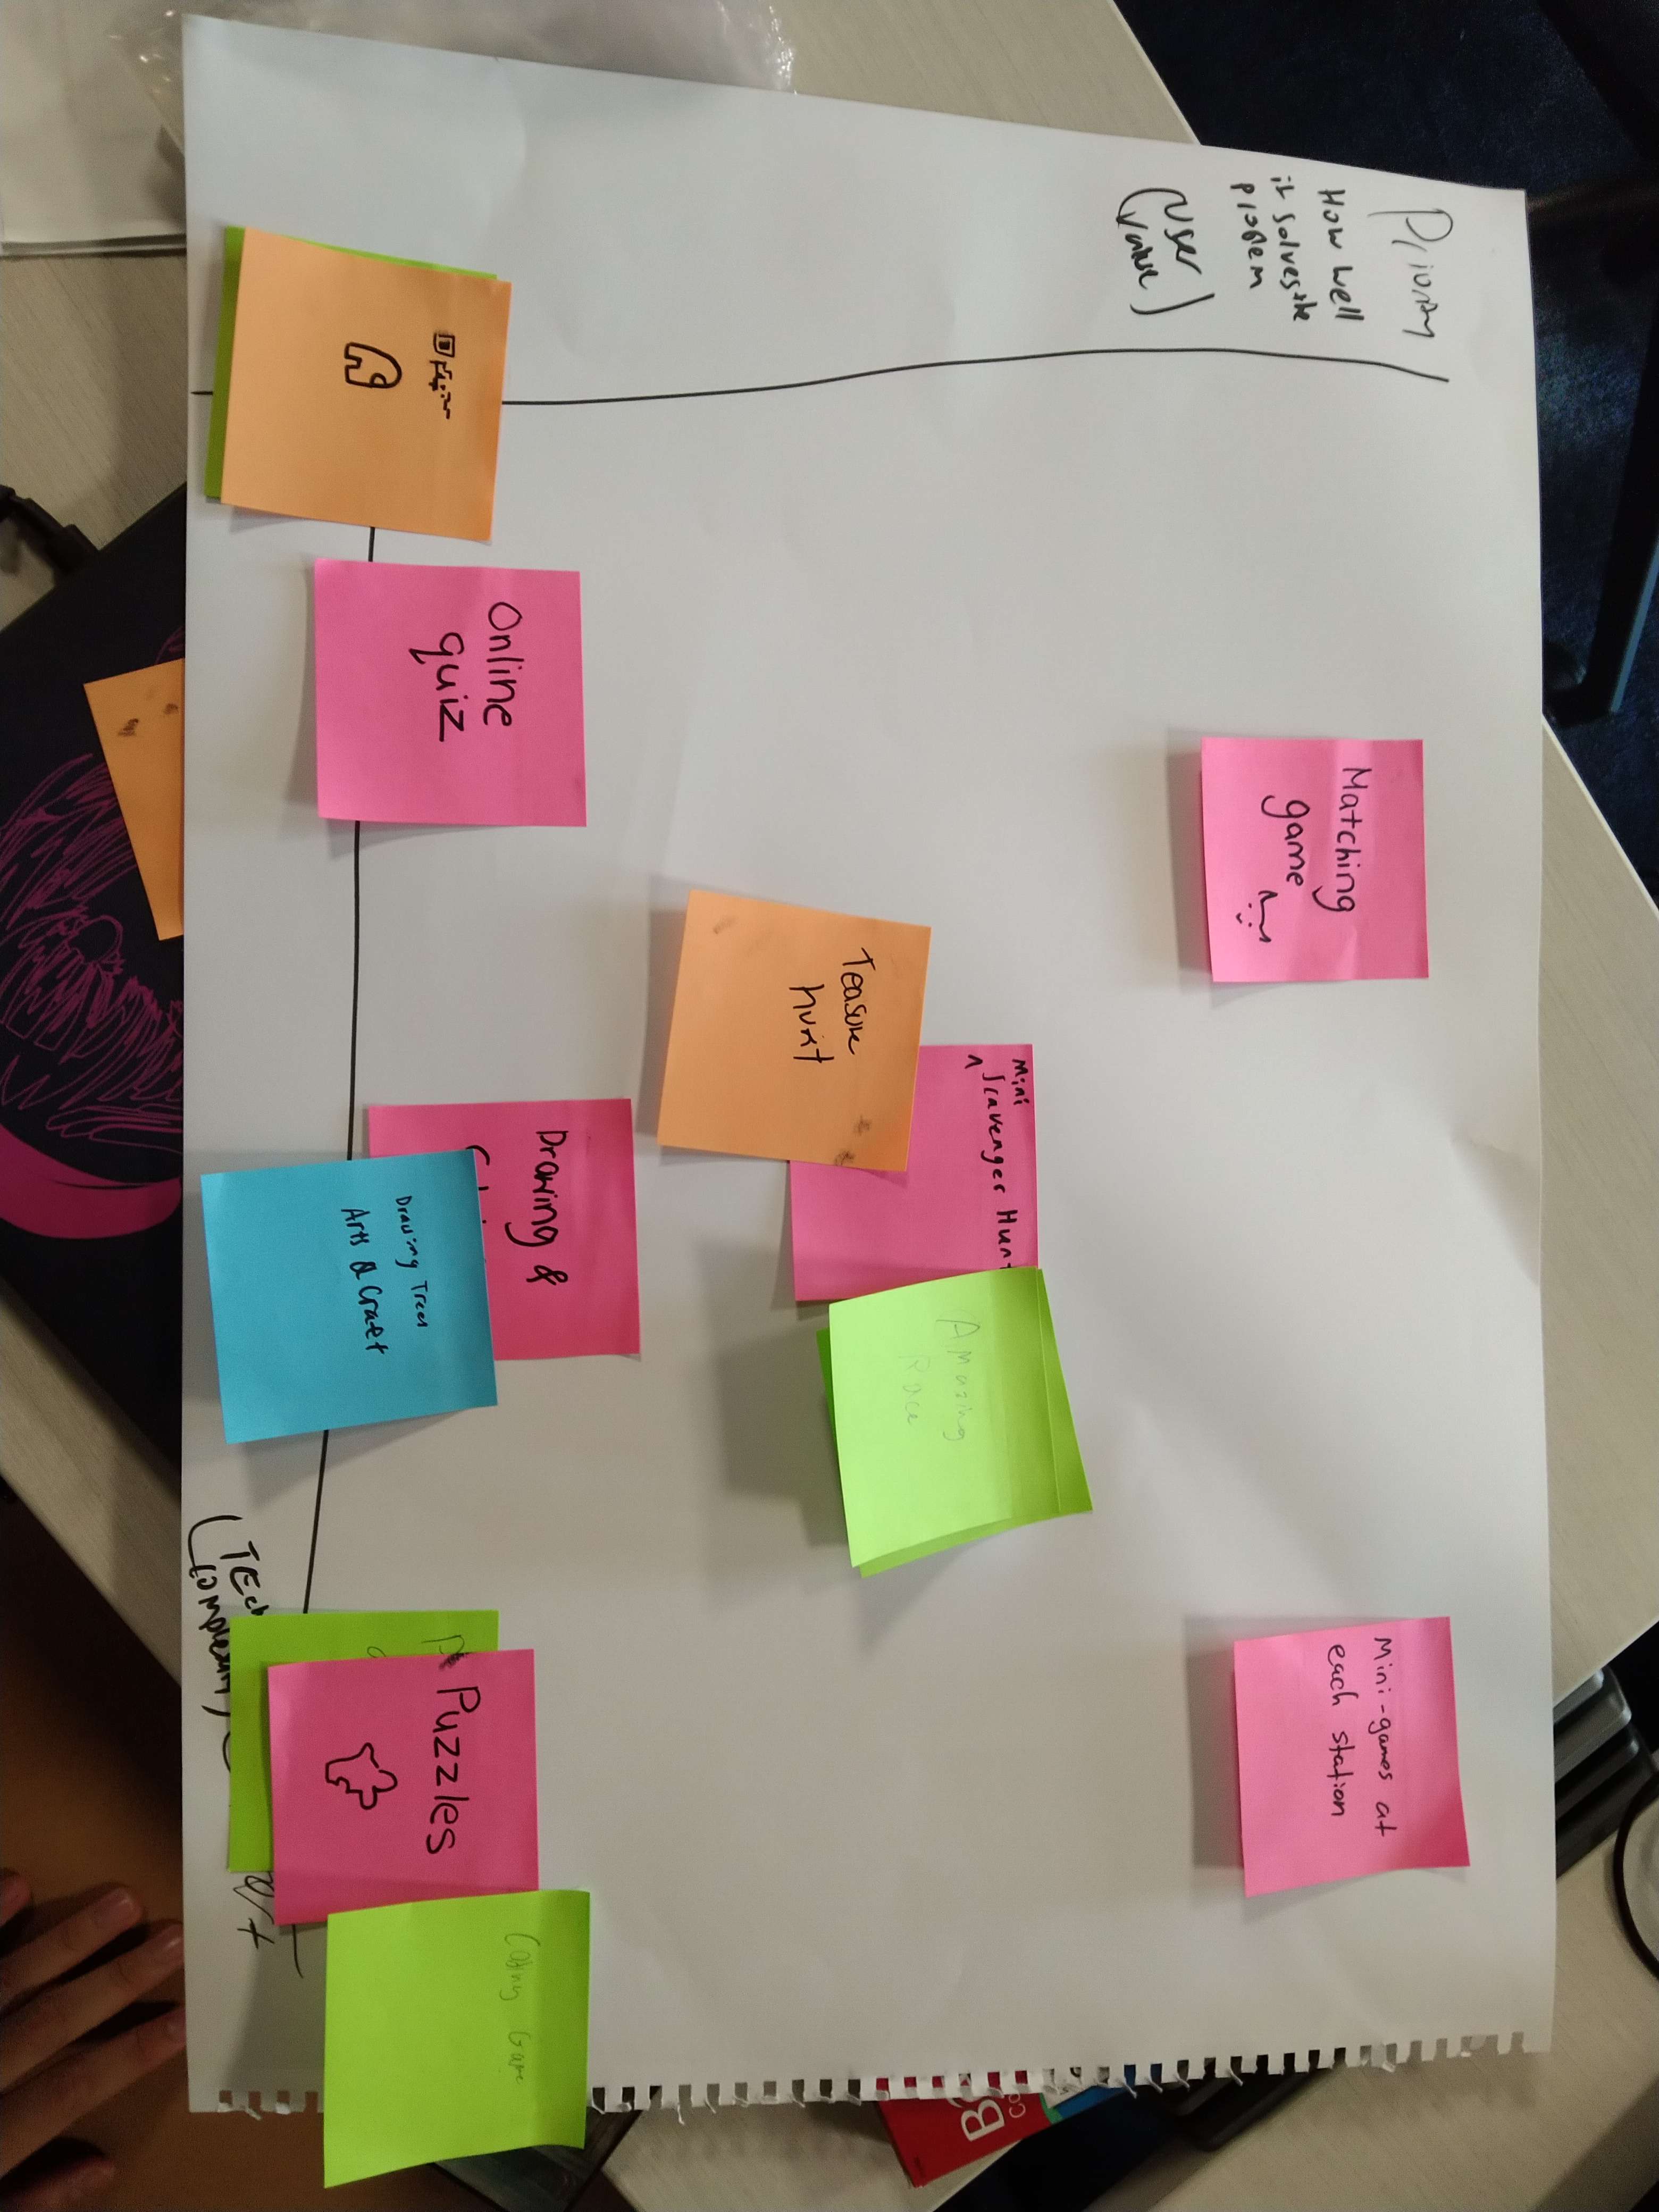 Priority
How well
it solves the
problem
(User
Value)
Matching
game
Mini-games at
each station
Mini
^ Scavenger Hunt
Teasure
hunt
Amazing
Race
Online
quiz
Drawing &
Drawing Trees
Arts & Craft
Puzzles
Coding Game
(Tech
Complexity)